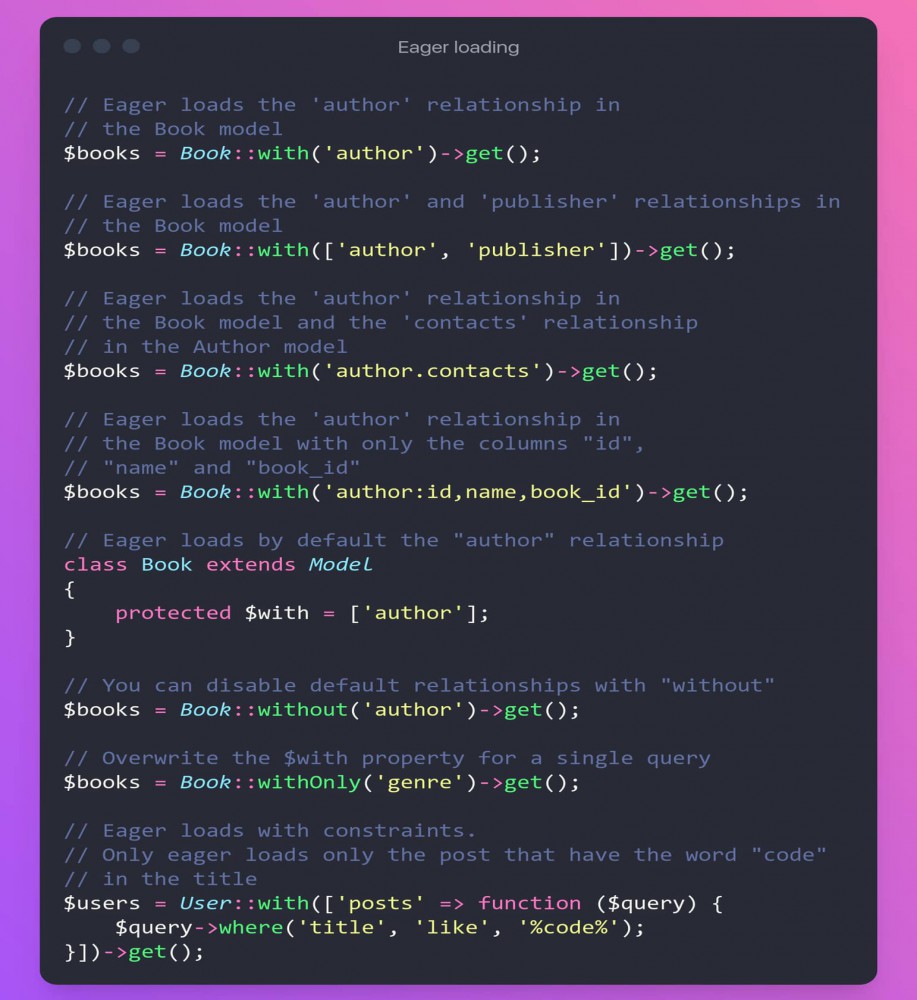 Eager loading
// Eager loads the 'author' relationship in
// the Book model
$books = Book::with('author')->get();
// Eager loads the 'author' and 'publisher' relationships in
// the Book model
$books = Book::with(['author', 'publisher'])->get();
// Eager loads the 'author' relationship in
// the Book model and the 'contacts' relationship
// in the Author model
$books = Book::with('author.contacts')->get();
// Eager loads the 'author' relationship in
// the Book model with only the columns "id",
// "name" and "book_id"
$books = Book::with('author:id,name,book_id')->get();
// Eager loads by default the "author" relationship
class Book extends Model
{
    protected $with = ['author'];
}
// You can disable default relationships with "without"
$books = Book::without('author')->get();
// Overwrite the $with property for a single query
$books = Book::withOnly('genre')->get();
// Eager loads with constraints.
// Only eager loads only the post that have the word "code"
// in the title
$users = User::with(['posts' => function ($query) {
    $query->where('title', 'like', '%code%');
}])->get();